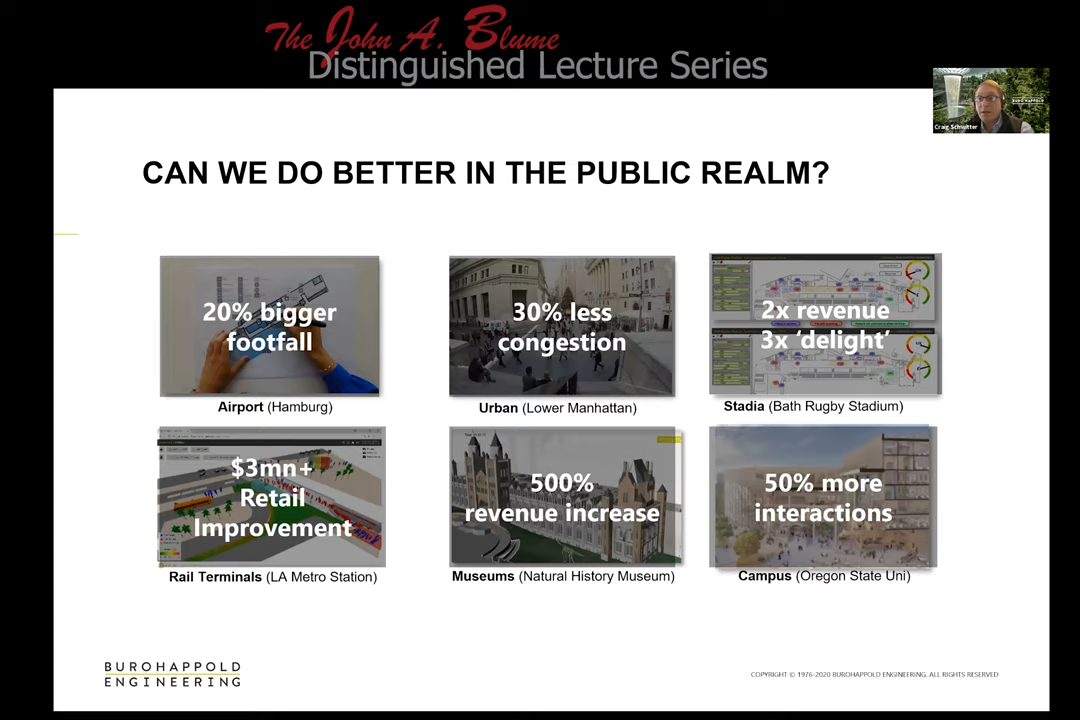 The John A. Blume
Distinguished Lecture Series
BURO HAPPOLD
Craig Schwitter
CAN WE DO BETTER IN THE PUBLIC REALM?
20% bigger
footfall
Airport (Hamburg)
30% less
congestion
Urban (Lower Manhattan)
2x revenue
3x ‘delight’
Stadia (Bath Rugby Stadium)
$3mn+
Retail
Improvement
Rail Terminals (LA Metro Station)
500%
revenue increase
Museums (Natural History Museum)
50% more
interactions
Campus (Oregon State Uni)
BUROHAPPOLD
ENGINEERING
COPYRIGHT © 1976-2020 BUROHAPPOLD ENGINEERING. ALL RIGHTS RESERVED